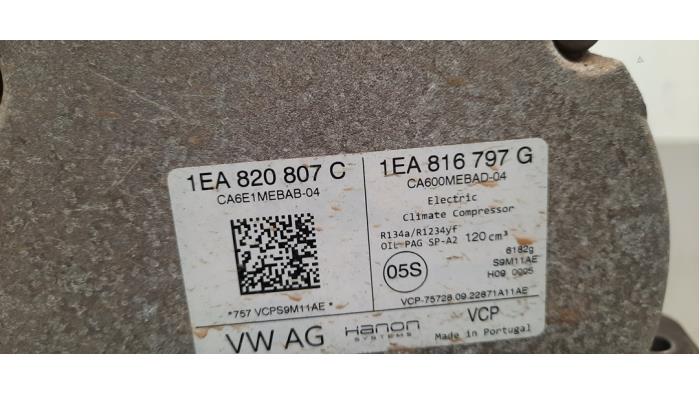 1EA 820 807 C
CA6E1MEBAB-04
*757 VCPS9M11AE *
VW AG
1EA 816 797 G
CA600MEBAD-04
Electric
Climate Compressor
R134a/R1234yf
OIL PAG SP-A2 120 cm³
6182g
S9M11AE
H09 0005
05S
VCP-75728.09.22871A11AE
Hanon
SYSTEMS
VCP
Made in Portugal